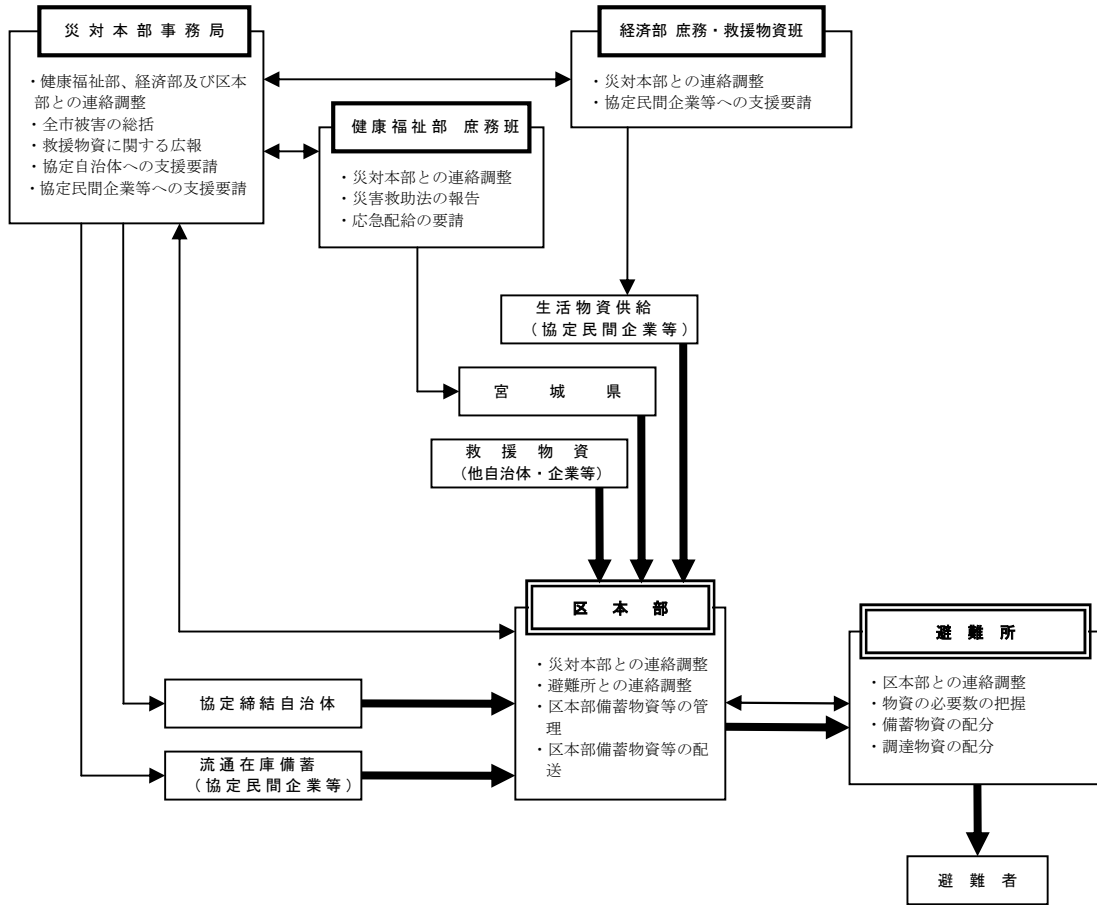 災対本部事務局
・健康福祉部、経済部及び区本
部との連絡調整
・全市被害の総括
・救援物資に関する広報
・協定自治体への支援要請
・協定民間企業等への支援要請
経済部 庶務・救援物資班
・災対本部との連絡調整
・協定民間企業等への支援要請
健康福祉部 庶務班
・災対本部との連絡調整
・災害救助法の報告
・応急配給の要請
生活物資供給
(協定民間企業等)
宮城県
救援物資
(他自治体・企業等)
区本部
・災対本部との連絡調整
・避難所との連絡調整
・区本部備蓄物資等の管
理
・区本部備蓄物資等の配
送
避難所
・区本部との連絡調整
・物資の必要数の把握
・備蓄物資の配分
・調達物資の配分
協定締結自治体
流通在庫備蓄
(協定民間企業等)
避難者